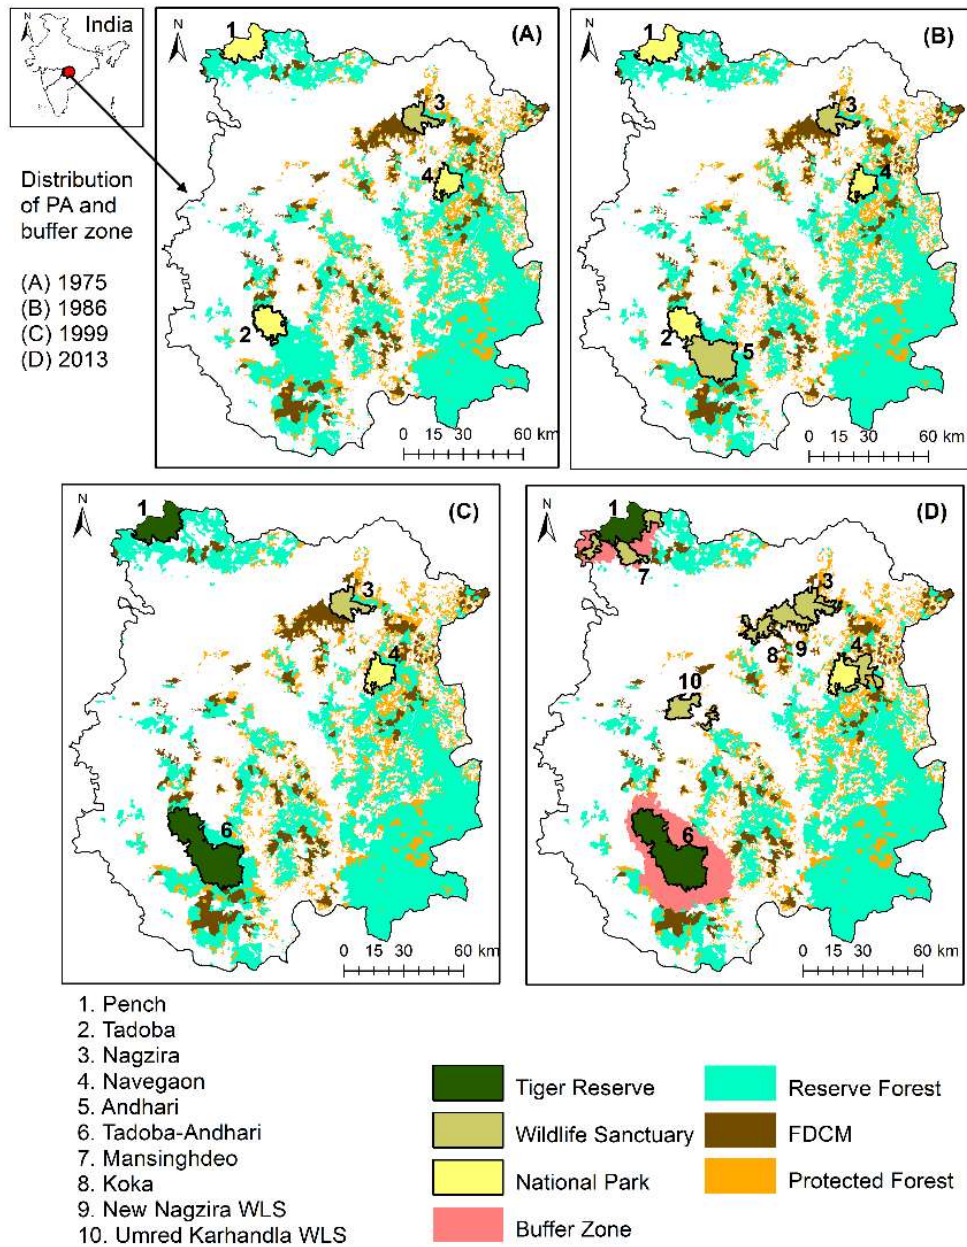 India
N
(A)
1
3
4
2
0 15 30 60 km
N
(B)
1
3
4
2
5
0 15 30 60 km
Distribution
of PA and
buffer zone
(A) 1975
(B) 1986
(C) 1999
(D) 2013
N
(C)
1
3
4
6
0 15 30 60 km
N
(D)
1
7
3
8 9
4
10
6
0 15 30 60 km
1. Pench
2. Tadoba
3. Nagzira
4. Navegaon
5. Andhari
6. Tadoba-Andhari
7. Mansinghdeo
8. Koka
9. New Nagzira WLS
10. Umred Karhandla WLS
Tiger Reserve
Wildlife Sanctuary
National Park
Buffer Zone
Reserve Forest
FDCM
Protected Forest